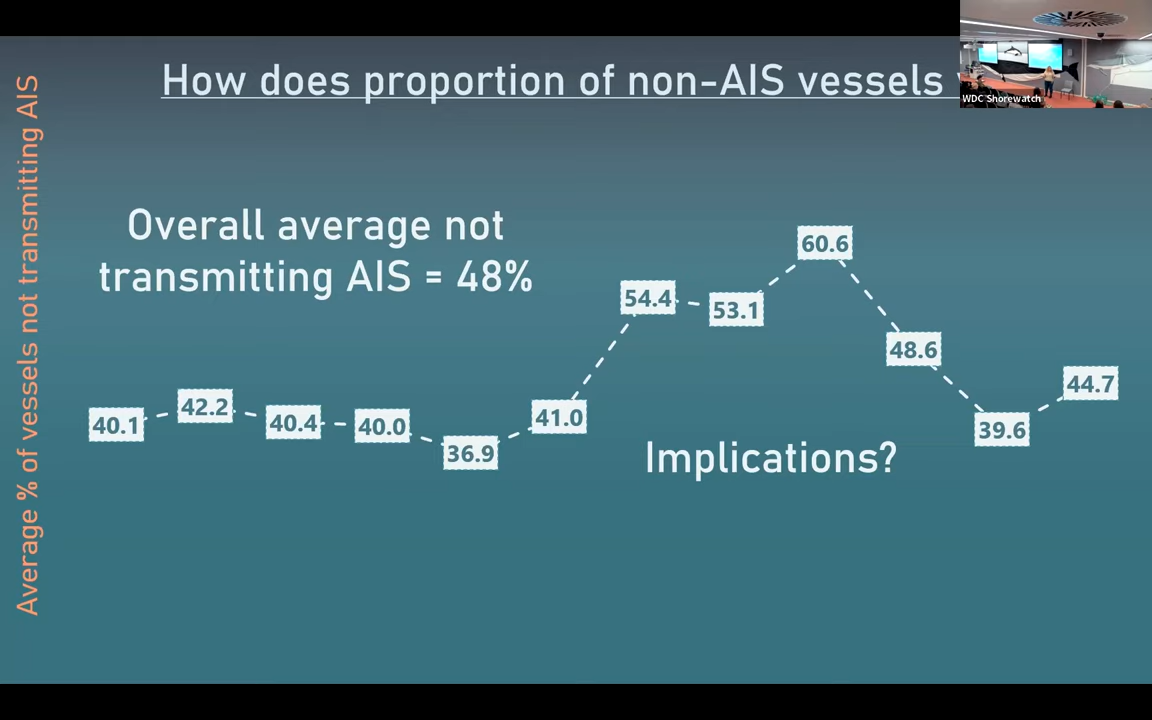 How does proportion of non-AIS vessels
WDC Shorewatch
Average % of vessels not transmitting AIS
Overall average not
transmitting AIS = 48%
40.1
42.2
40.4
40.0
36.9
41.0
54.4
53.1
60.6
48.6
39.6
44.7
Implications?